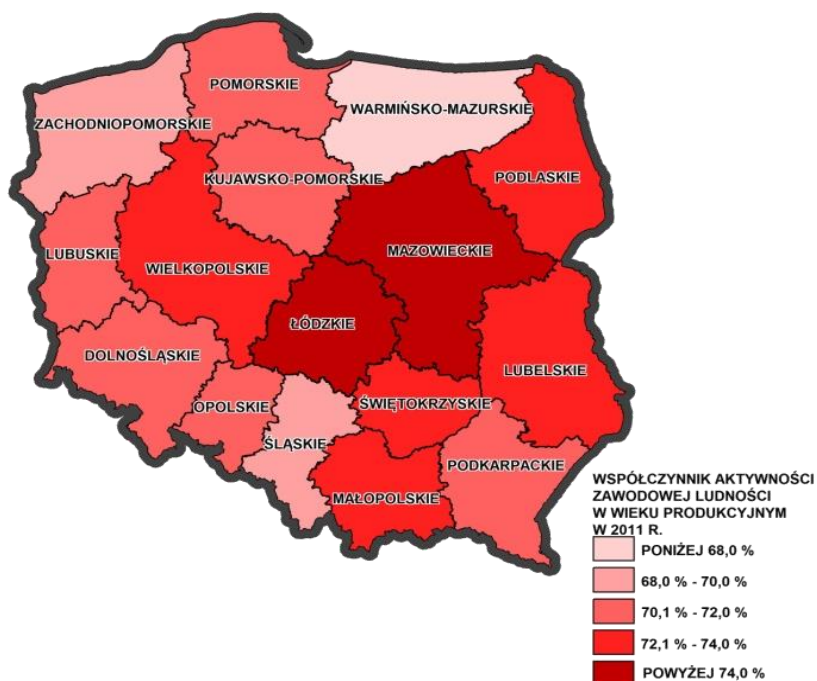 POMORSKIE
WARMIŃSKO-MAZURSKIE
ZACHODNIOPOMORSKIE
KUJAWSKO-POMORSKIE
PODLASKIE
LUBUSKIE
WIELKOPOLSKIE
MAZOWIECKIE
ŁÓDZKIE
DOLNOŚLĄSKIE
LUBELSKIE
OPOLSKIE
ŚWIĘTOKRZYSKIE
ŚLĄSKIE
PODKARPACKIE
MAŁOPOLSKIE
WSPÓŁCZYNNIK AKTYWNOŚCI
ZAWODOWEJ LUDNOŚCI
W WIEKU PRODUKCYJNYM
W 2011 R.
PONIŻEJ 68,0 %
68,0 % - 70,0 %
70,1 % - 72,0 %
72,1 % - 74,0 %
POWYŻEJ 74,0 %